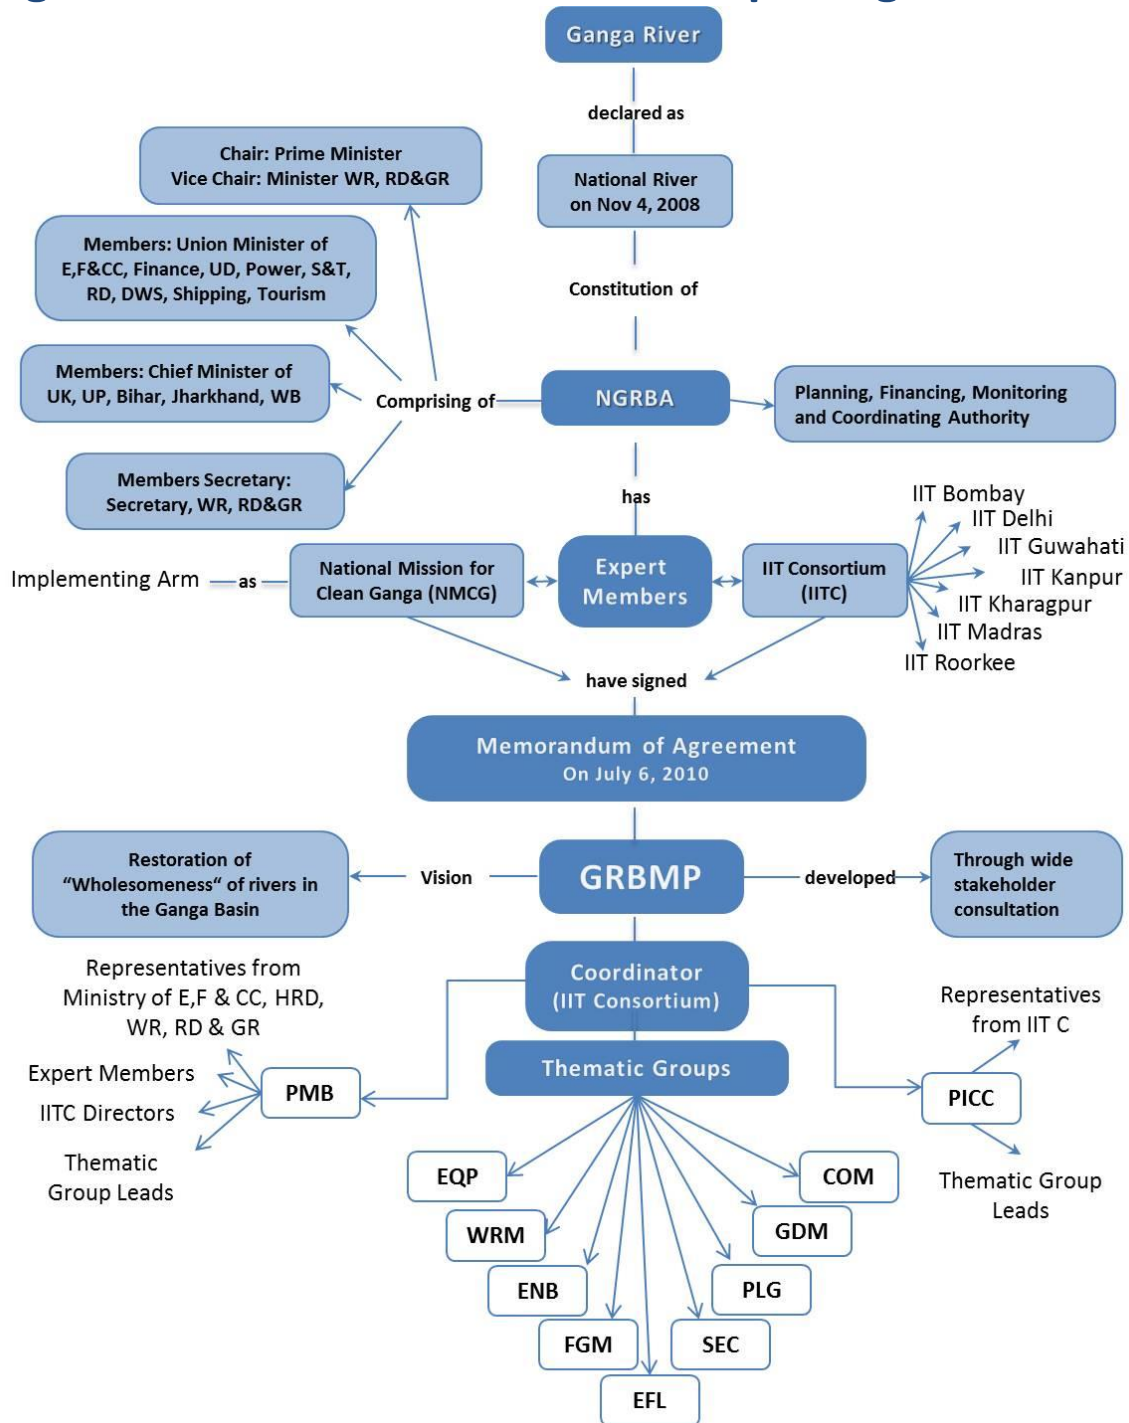 Ganga River
declared as
National River
on Nov 4, 2008
Constitution of
Chair: Prime Minister
Vice Chair: Minister WR, RD&GR
Members: Union Minister of
E,F&CC, Finance, UD, Power, S&T,
RD, DWS, Shipping, Tourism
Members: Chief Minister of
UK, UP, Bihar, Jharkhand, WB
Members Secretary:
Secretary, WR, RD&GR
Comprising of
NGRBA
Planning, Financing, Monitoring
and Coordinating Authority
has
Implementing Arm
as
National Mission for
Clean Ganga (NMCG)
Expert
Members
IIT Consortium
(IITC)
IIT Bombay
IIT Delhi
IIT Guwahati
IIT Kanpur
IIT Kharagpur
IIT Madras
IIT Roorkee
have signed
Memorandum of Agreement
On July 6, 2010
Restoration of
“Wholesomeness“ of rivers in
the Ganga Basin
Vision
GRBMP
developed
Through wide
stakeholder
consultation
Coordinator
(IIT Consortium)
Representatives from
Ministry of E,F & CC, HRD,
WR, RD & GR
Expert Members
IITC Directors
Thematic
Group Leads
PMB
Thematic Groups
Representatives
from IIT C
PICC
Thematic Group
Leads
EQP
WRM
ENB
FGM
EFL
SEC
PLG
GDM
COM